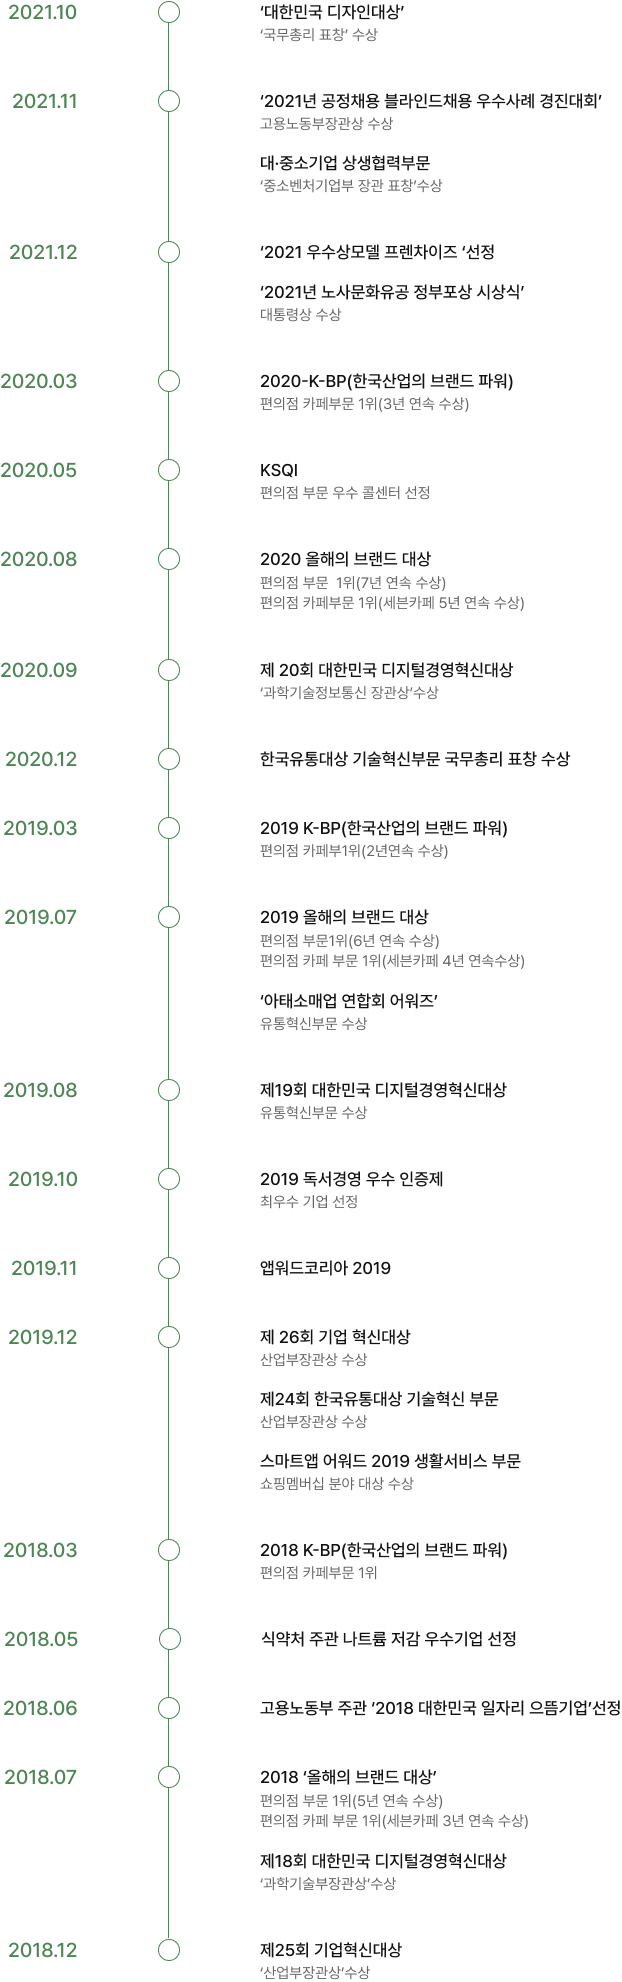 2021.10
‘대한민국 디자인대상’
‘국무총리 표창’ 수상
2021.11
‘2021년 공정채용 블라인드채용 우수사례 경진대회’
고용노동부장관상 수상
대·중소기업 상생협력부문
‘중소벤처기업부 장관 표창’수상
2021.12
‘2021 우수상모델 프렌차이즈 ‘선정
‘2021년 노사문화유공 정부포상 시상식’
대통령상 수상
2020.03
2020-K-BP(한국산업의 브랜드 파워)
편의점 카페부문 1위(3년 연속 수상)
2020.05
KSQI
편의점 부문 우수 콜센터 선정
2020.08
2020 올해의 브랜드 대상
편의점 부문  1위(7년 연속 수상)
편의점 카페부문 1위(세븐카페 5년 연속 수상)
2020.09
제 20회 대한민국 디지털경영혁신대상
‘과학기술정보통신 장관상’수상
2020.12
한국유통대상 기술혁신부문 국무총리 표창 수상
2019.03
2019 K-BP(한국산업의 브랜드 파워)
편의점 카페부1위(2년연속 수상)
2019.07
2019 올해의 브랜드 대상
편의점 부문1위(6년 연속 수상)
편의점 카페 부문 1위(세븐카페 4년 연속수상)
‘아태소매업 연합회 어워즈’
유통혁신부문 수상
2019.08
제19회 대한민국 디지털경영혁신대상
유통혁신부문 수상
2019.10
2019 독서경영 우수 인증제
최우수 기업 선정
2019.11
앱워드코리아 2019
2019.12
제 26회 기업 혁신대상
산업부장관상 수상
제24회 한국유통대상 기술혁신 부문
산업부장관상 수상
스마트앱 어워드 2019 생활서비스 부문
쇼핑멤버십 분야 대상 수상
2018.03
2018 K-BP(한국산업의 브랜드 파워)
편의점 카페부문 1위
2018.05
식약처 주관 나트륨 저감 우수기업 선정
2018.06
고용노동부 주관 ’2018 대한민국 일자리 으뜸기업’선정
2018.07
2018 ’올해의 브랜드 대상’
편의점 부문 1위(5년 연속 수상)
편의점 카페 부문 1위(세븐카페 3년 연속 수상)
제18회 대한민국 디지털경영혁신대상
‘과학기술부장관상’수상
2018.12
제25회 기업혁신대상
‘산업부장관상’수상